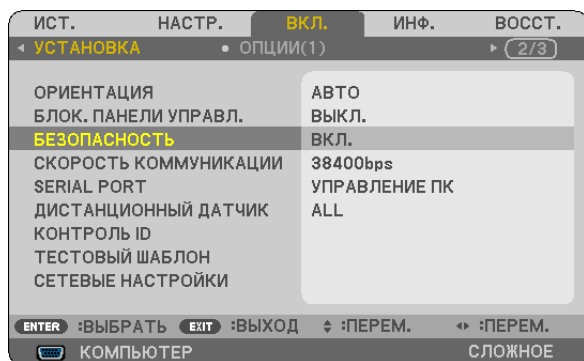 ИСТ. НАСТР. ВКЛ. ИНФ. ВОССТ.
УСТАНОВКА • ОПЦИИ(1) 2/3
ОРИЕНТАЦИЯ АВТО
БЛОК. ПАНЕЛИ УПРАВЛ. ВЫКЛ.
БЕЗОПАСНОСТЬ ВКЛ.
СКОРОСТЬ КОММУНИКАЦИИ 38400bps
SERIAL PORT УПРАВЛЕНИЕ ПК
ДИСТАНЦИОННЫЙ ДАТЧИК ALL
КОНТРОЛЬ ID
ТЕСТОВЫЙ ШАБЛОН
СЕТЕВЫЕ НАСТРОЙКИ
ENTER :ВЫБРАТЬ EXIT :ВЫХОД :ПЕРЕМ. :ПЕРЕМ.
КОМПЬЮТЕР СЛОЖНОЕ